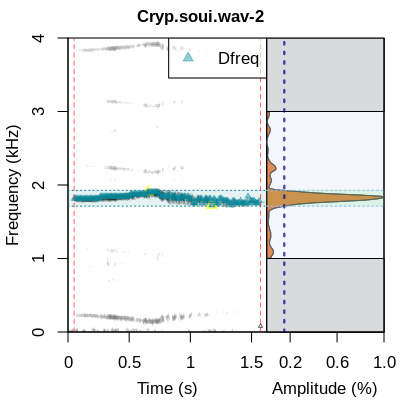 Cryp.soui.wav-2
Dfreq
Frequency (kHz)
4
3
2
1
0
0 0.5 1 1.5 0.2 0.6 1.0
Time (s) Amplitude (%)